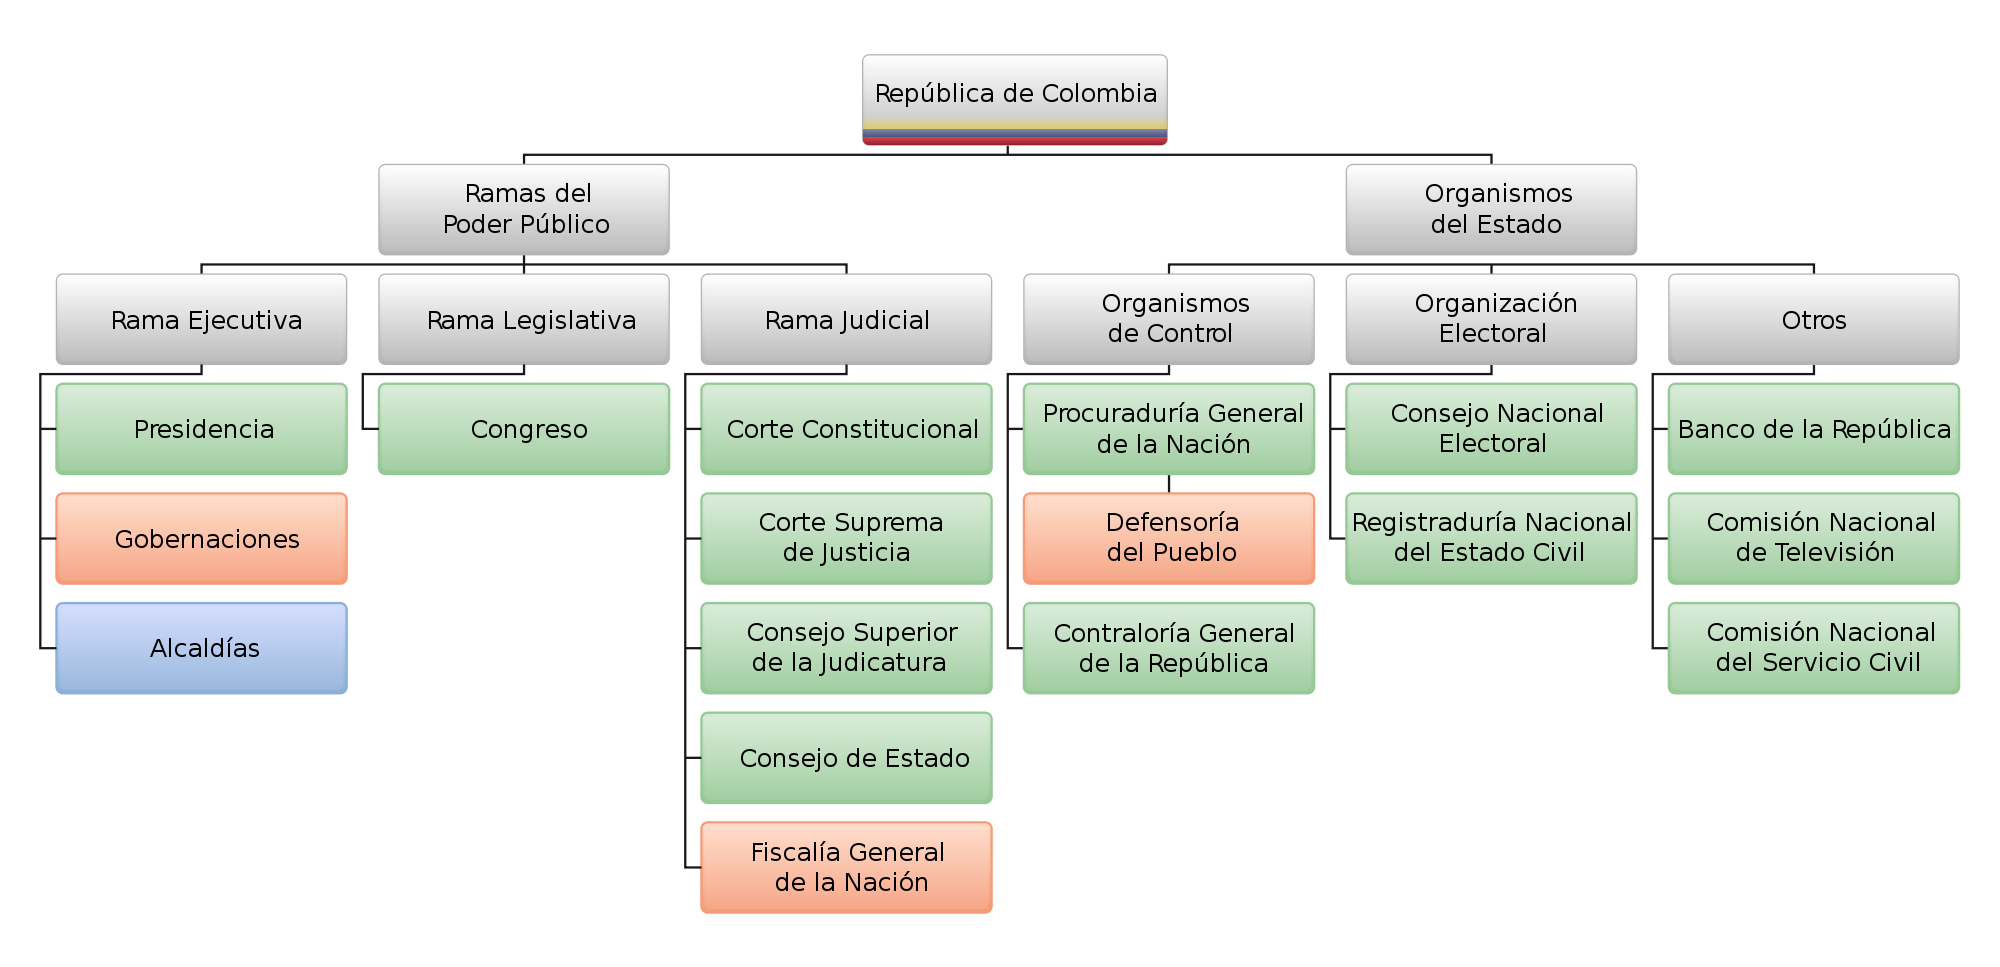 República de Colombia
Ramas del
Poder Público
Organismos
del Estado
Rama Ejecutiva
Rama Legislativa
Rama Judicial
Organismos
de Control
Organización
Electoral
Otros
Presidencia
Gobernaciones
Alcaldías
Congreso
Corte Constitucional
Corte Suprema
de Justicia
Consejo Superior
de la Judicatura
Consejo de Estado
Fiscalía General
de la Nación
Procuraduría General
de la Nación
Defensoría
del Pueblo
Contraloría General
de la República
Consejo Nacional
Electoral
Registraduría Nacional
del Estado Civil
Banco de la República
Comisión Nacional
de Televisión
Comisión Nacional
del Servicio Civil